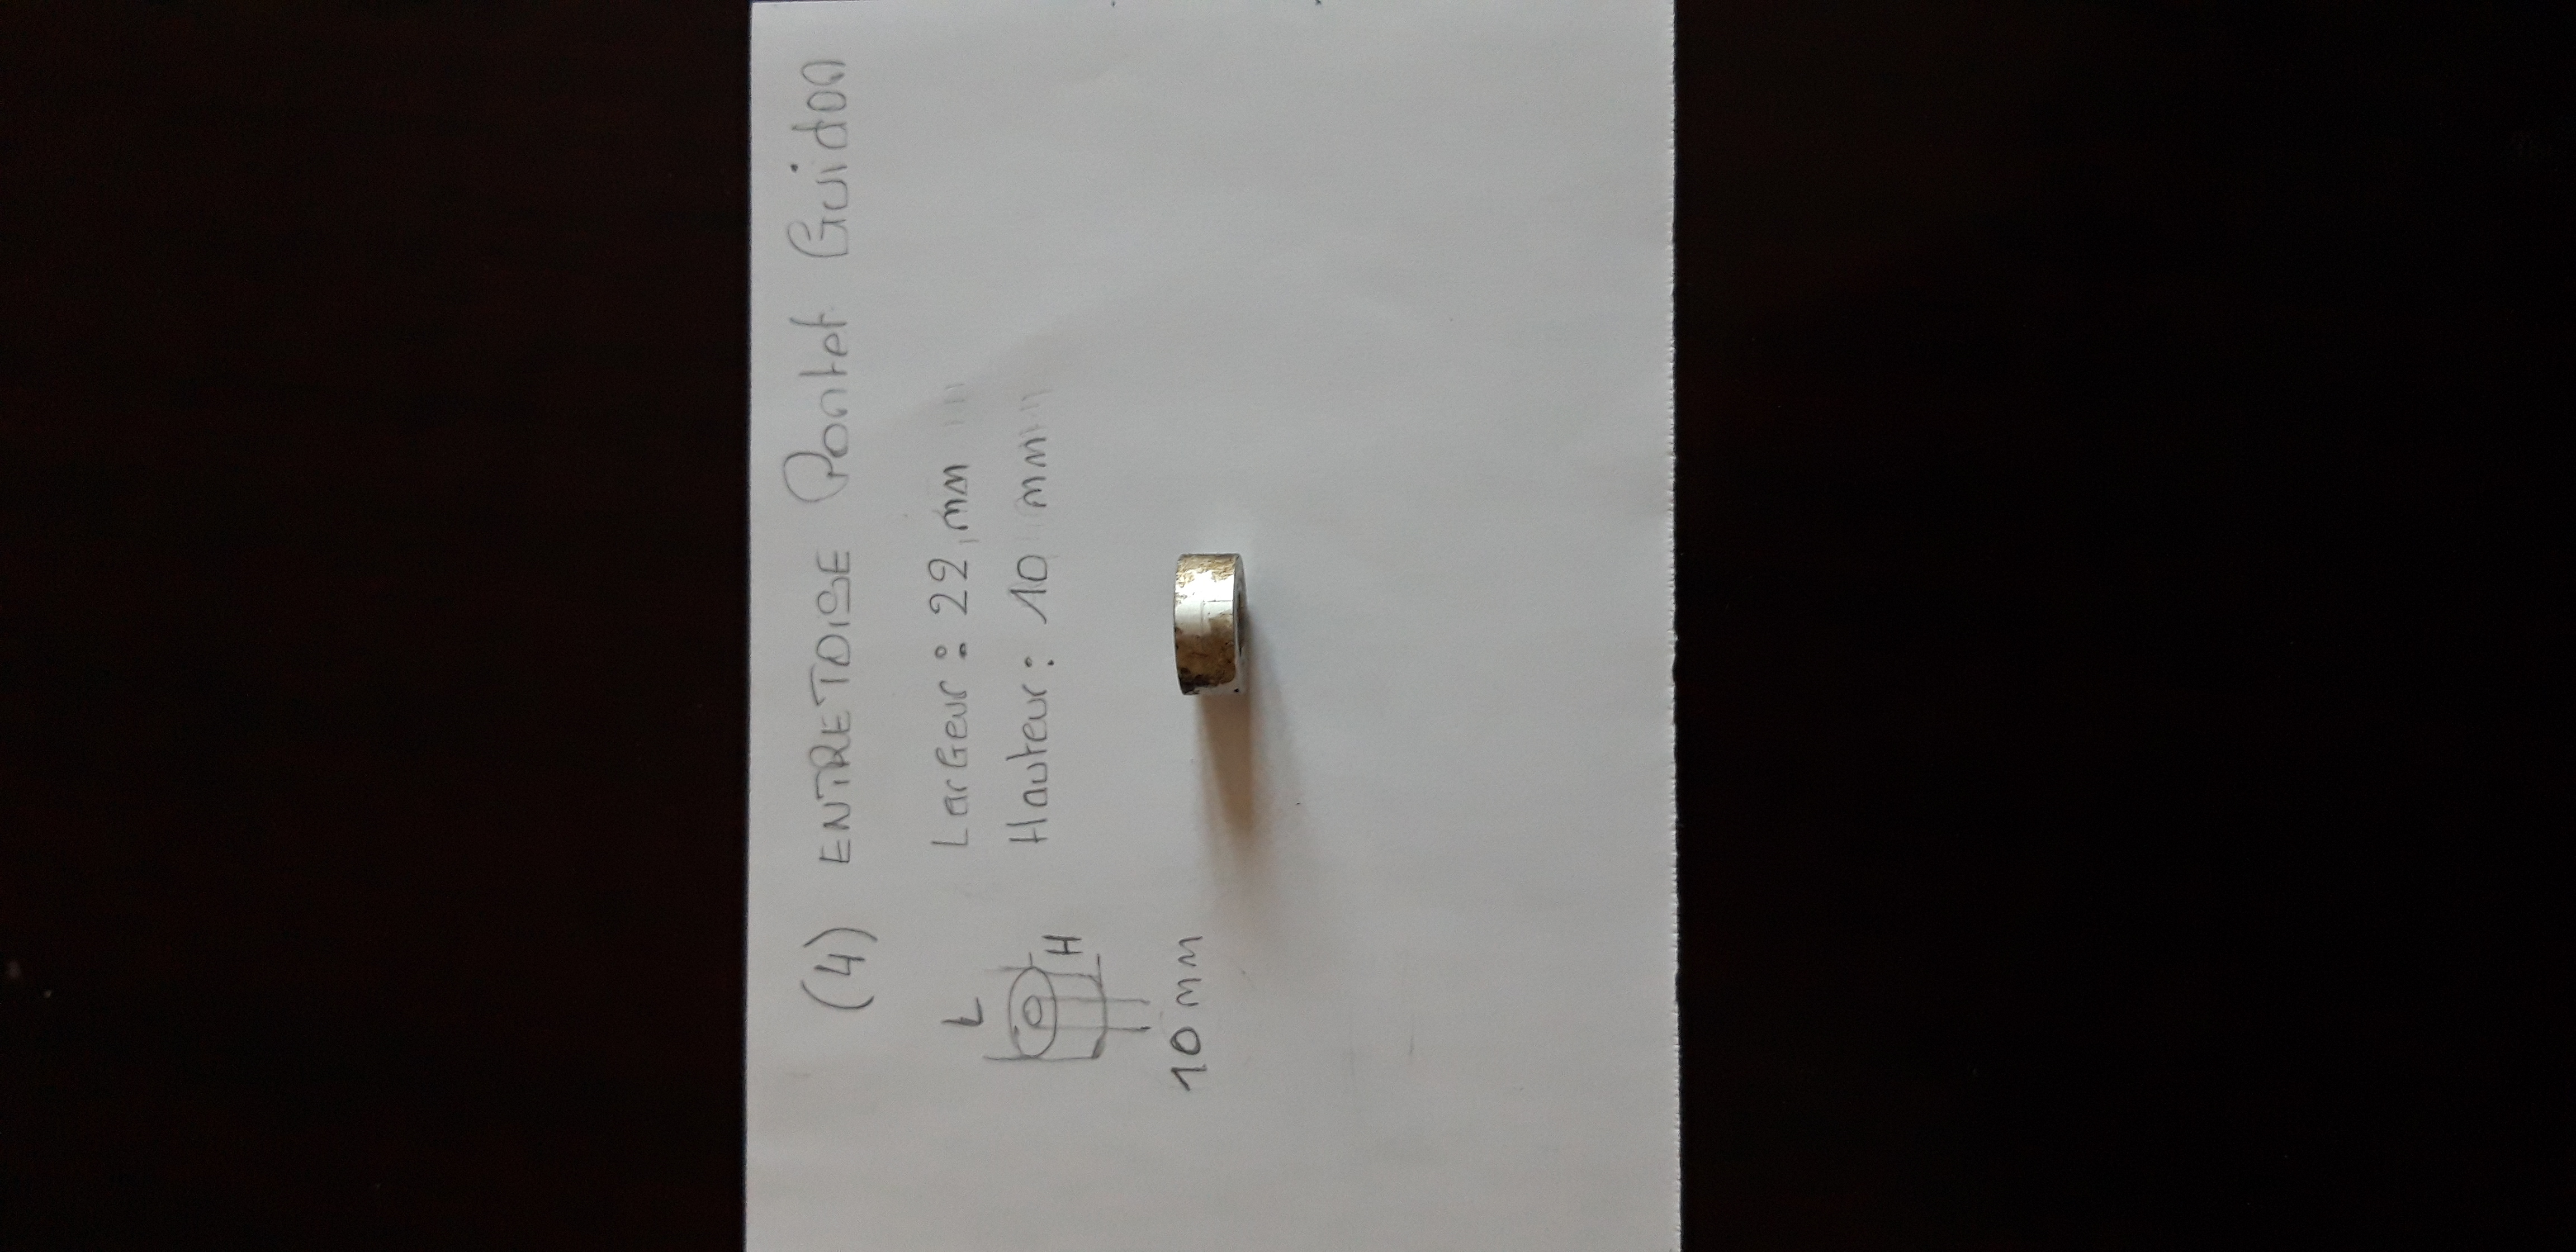 (4) ENTRETOISE Pontet Guidon
LarGeur : 22 mm
Hauteur : 10 mm
L
H
10 mm